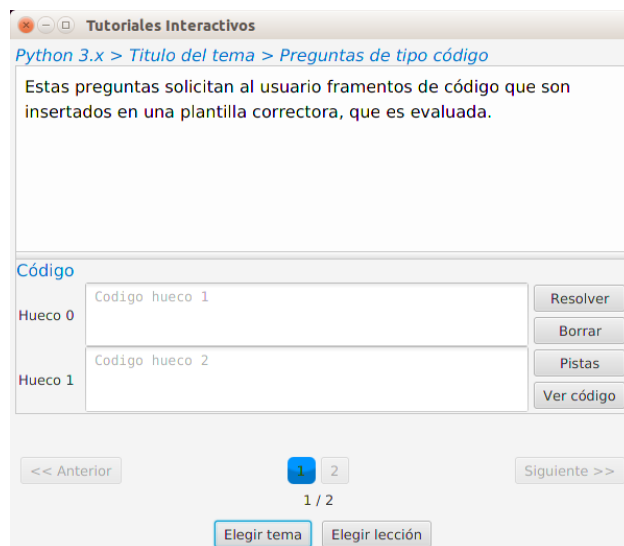 Tutoriales Interactivos
Python 3.x > Titulo del tema > Preguntas de tipo código
Estas preguntas solicitan al usuario framentos de código que son
insertados en una plantilla correctora, que es evaluada.
Código
Hueco 0
Codigo hueco 1
Resolver
Borrar
Hueco 1
Codigo hueco 2
Pistas
Ver código
<< Anterior
1
2
Siguiente >>
1 / 2
Elegir tema
Elegir lección